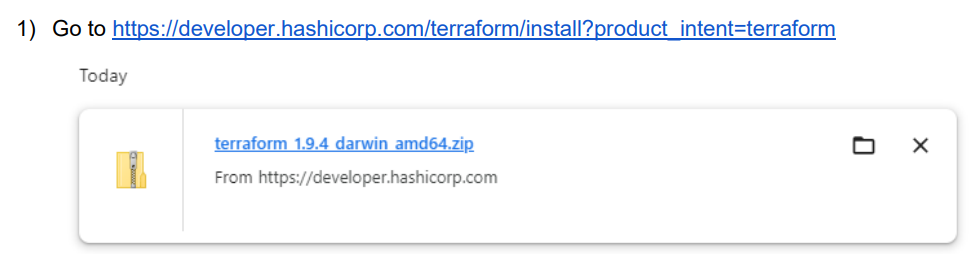 1) Go to https://developer.hashicorp.com/terraform/install?product_intent=terraform
Today
terraform_1.9.4_darwin_amd64.zip
From https://developer.hashicorp.com